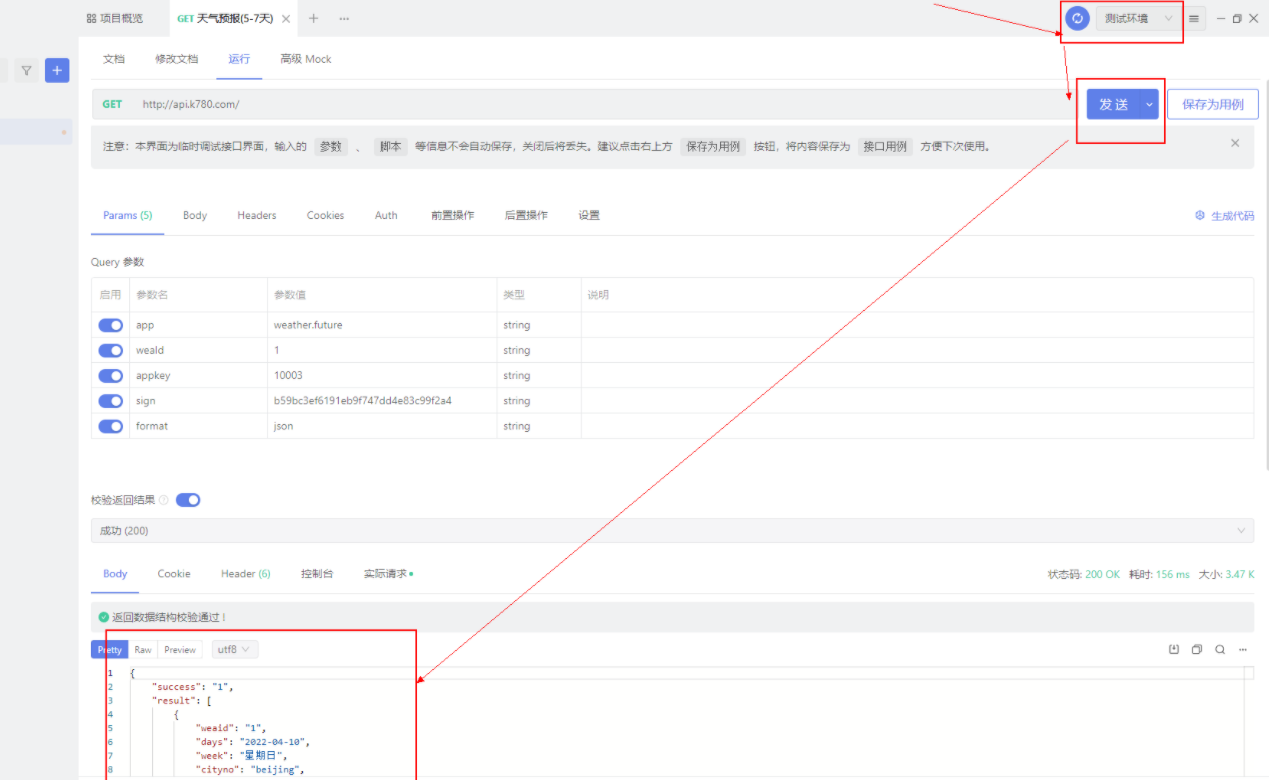 项目概览 GET 天气预报(5-7天) 测试环境
文档 修改文档 运行 高级 Mock
GET http://api.k780.com/ 发 送 保存为用例
注意：本界面为临时调试接口界面，输入的 参数 、 脚本 等信息不会自动保存，关闭后将丢失。建议点击右上方 保存为用例 按钮，将内容保存为 接口用例 方便下次使用。
Params (5) Body Headers Cookies Auth 前置操作 后置操作 设置 生成代码
Query 参数
启用 参数名 参数值 类型 说明
app weather.future string
weaId 1 string
appkey 10003 string
sign b59bc3ef6191eb9f747dd4e83c99f2a4 string
format json string
校验返回结果
成功 (200)
Body Cookie Header (6) 控制台 实际请求 状态码: 200 OK 耗时: 156 ms 大小: 3.47 K
返回数据结构校验通过！
Pretty Raw Preview utf8
1 {
2 "success": "1",
3 "result": [
4 {
5 "weaid": "1",
6 "days": "2022-04-10",
7 "week": "星期日",
8 "cityno": "beijing",